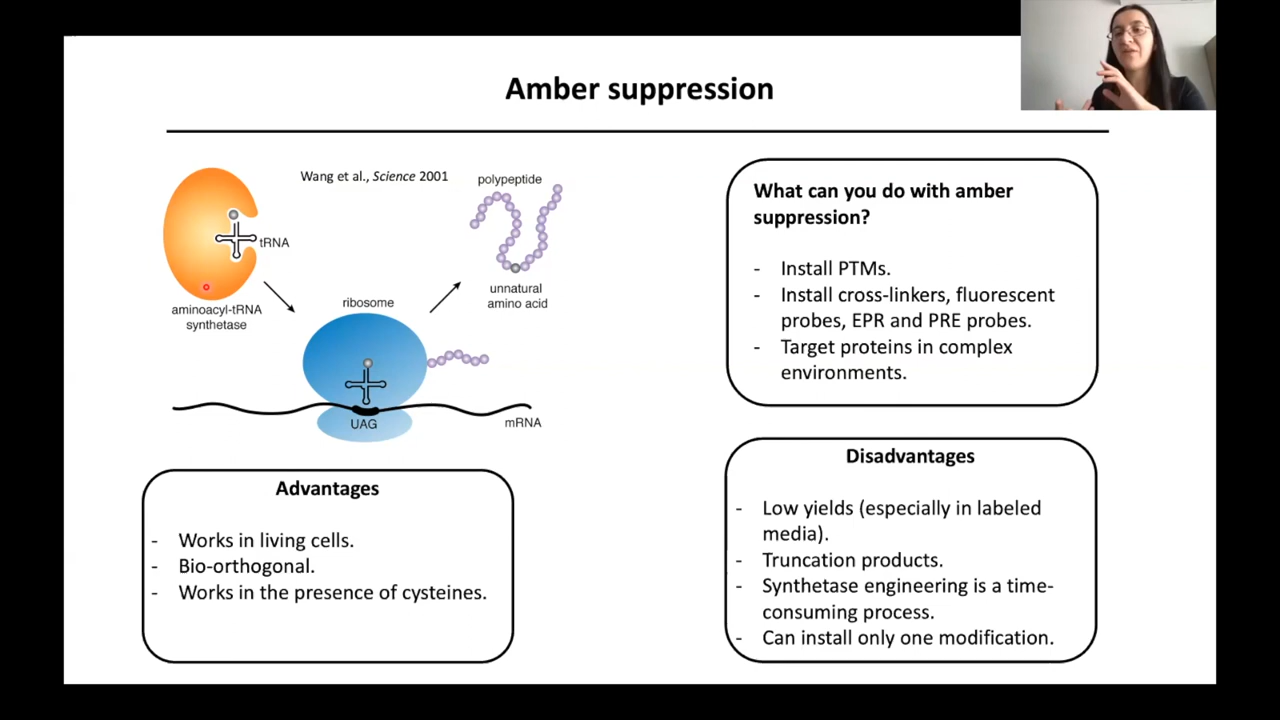 Amber suppression
Wang et al., Science 2001
polypeptide
tRNA
aminoacyl-tRNA
synthetase
ribosome
unnatural
amino acid
UAG
mRNA
What can you do with amber
suppression?
- Install PTMs.
- Install cross-linkers, fluorescent
probes, EPR and PRE probes.
- Target proteins in complex
environments.
Advantages
- Works in living cells.
- Bio-orthogonal.
- Works in the presence of cysteines.
Disadvantages
- Low yields (especially in labeled
media).
- Truncation products.
- Synthetase engineering is a time-
consuming process.
- Can install only one modification.